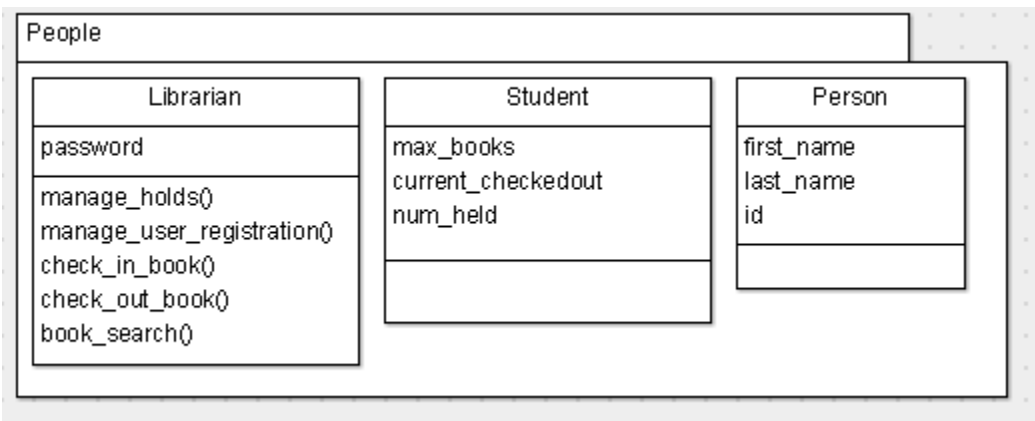 People
Librarian
password
manage_holds()
manage_user_registration()
check_in_book()
check_out_book()
book_search()
Student
max_books
current_checkedout
num_held
Person
first_name
last_name
id